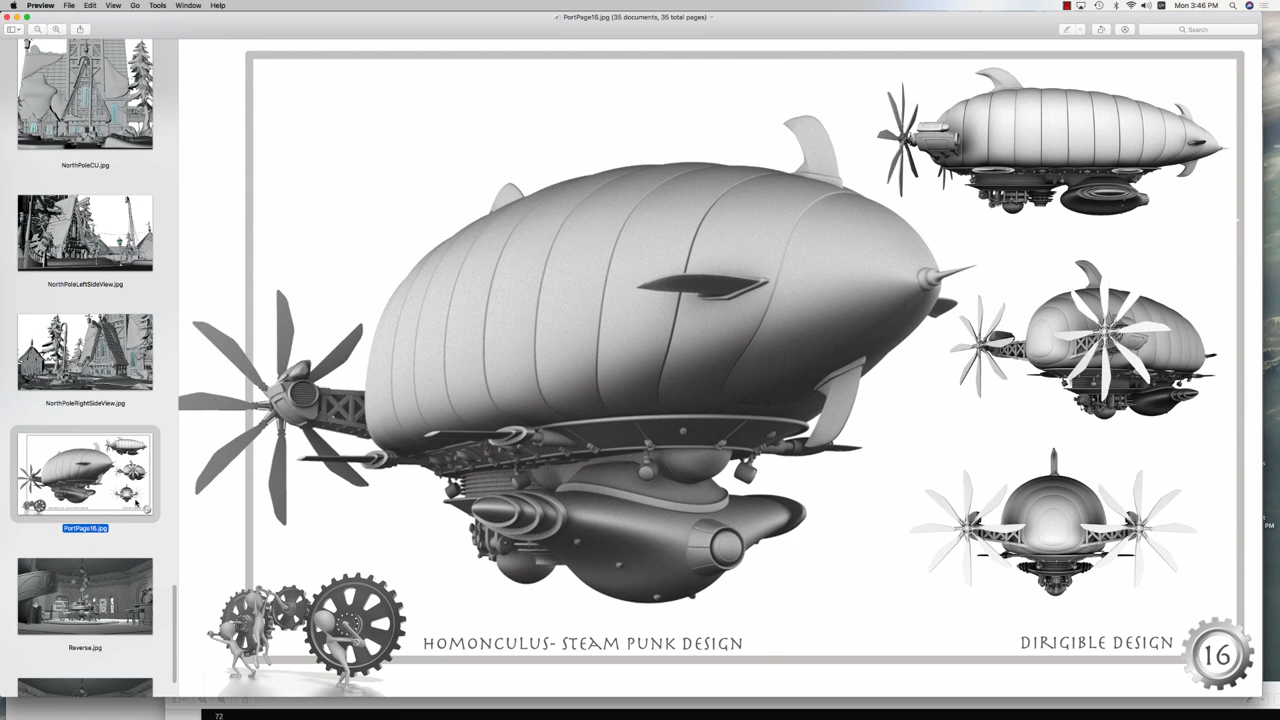 Preview File Edit View Go Tools Window Help
Mon 3:46 PM
PortPage16.jpg (35 documents, 35 total pages)
Search
NorthPoleCU.jpg
NorthPoleLeftSideView.jpg
NorthPoleRightSideView.jpg
PortPage16.jpg
Reverse.jpg
HOMONCULUS- STEAM PUNK DESIGN
DIRIGIBLE DESIGN
16
72